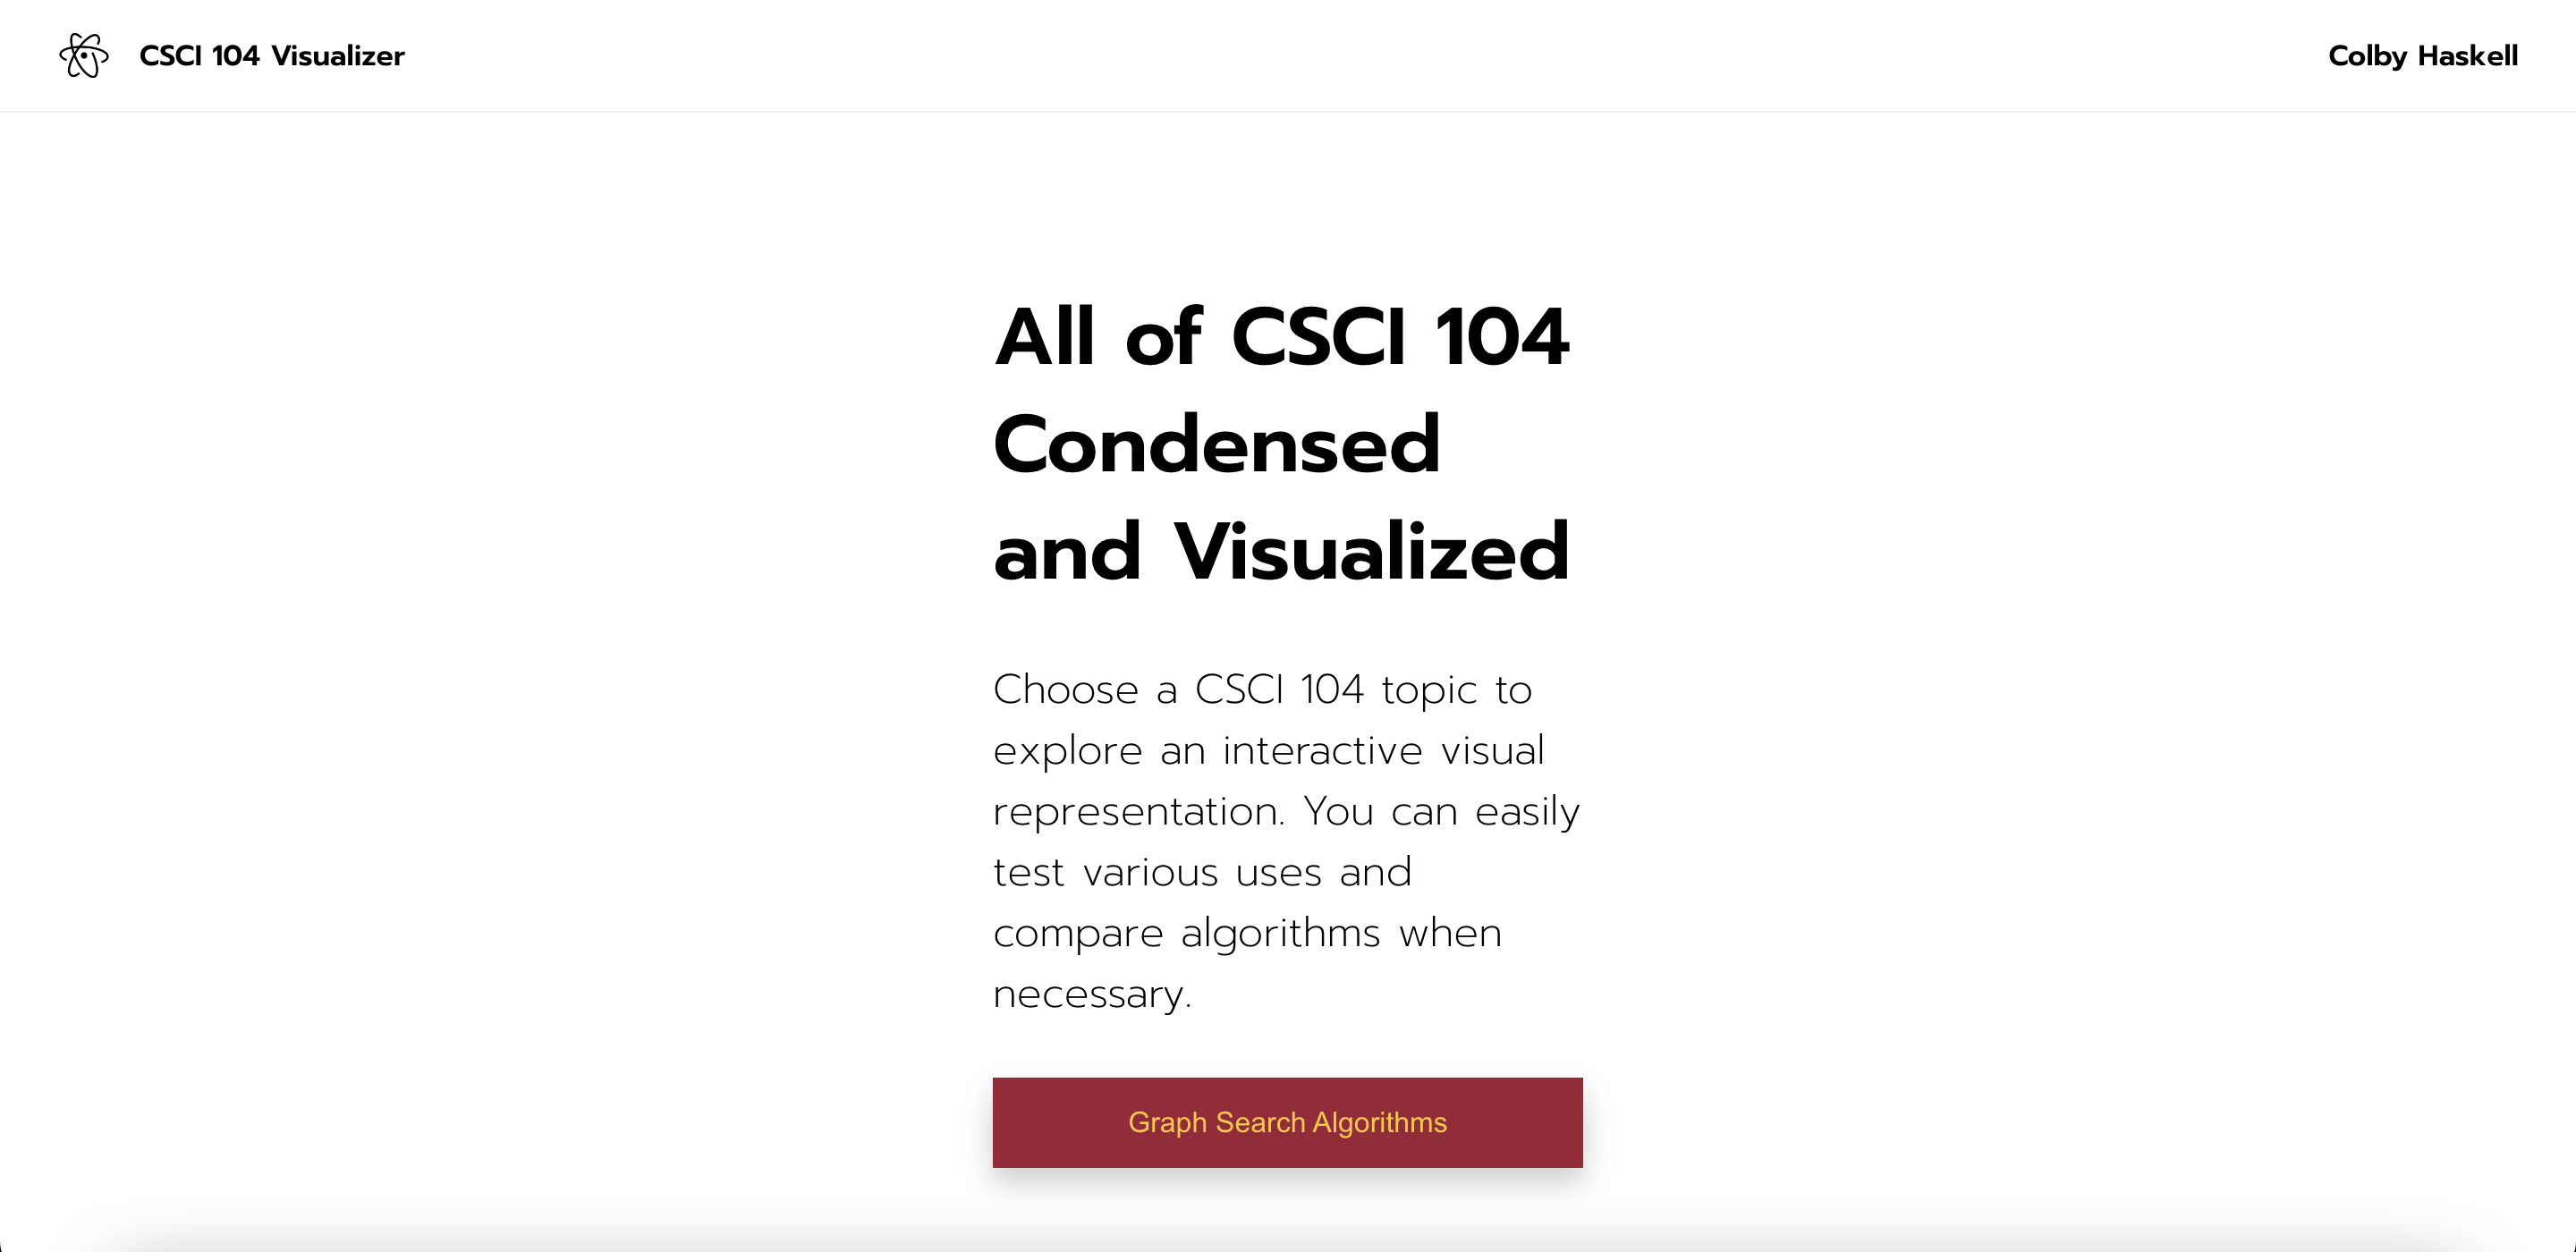 CSCI 104 Visualizer
Colby Haskell
All of CSCI 104
Condensed
and Visualized
Choose a CSCI 104 topic to
explore an interactive visual
representation. You can easily
test various uses and
compare algorithms when
necessary.
Graph Search Algorithms